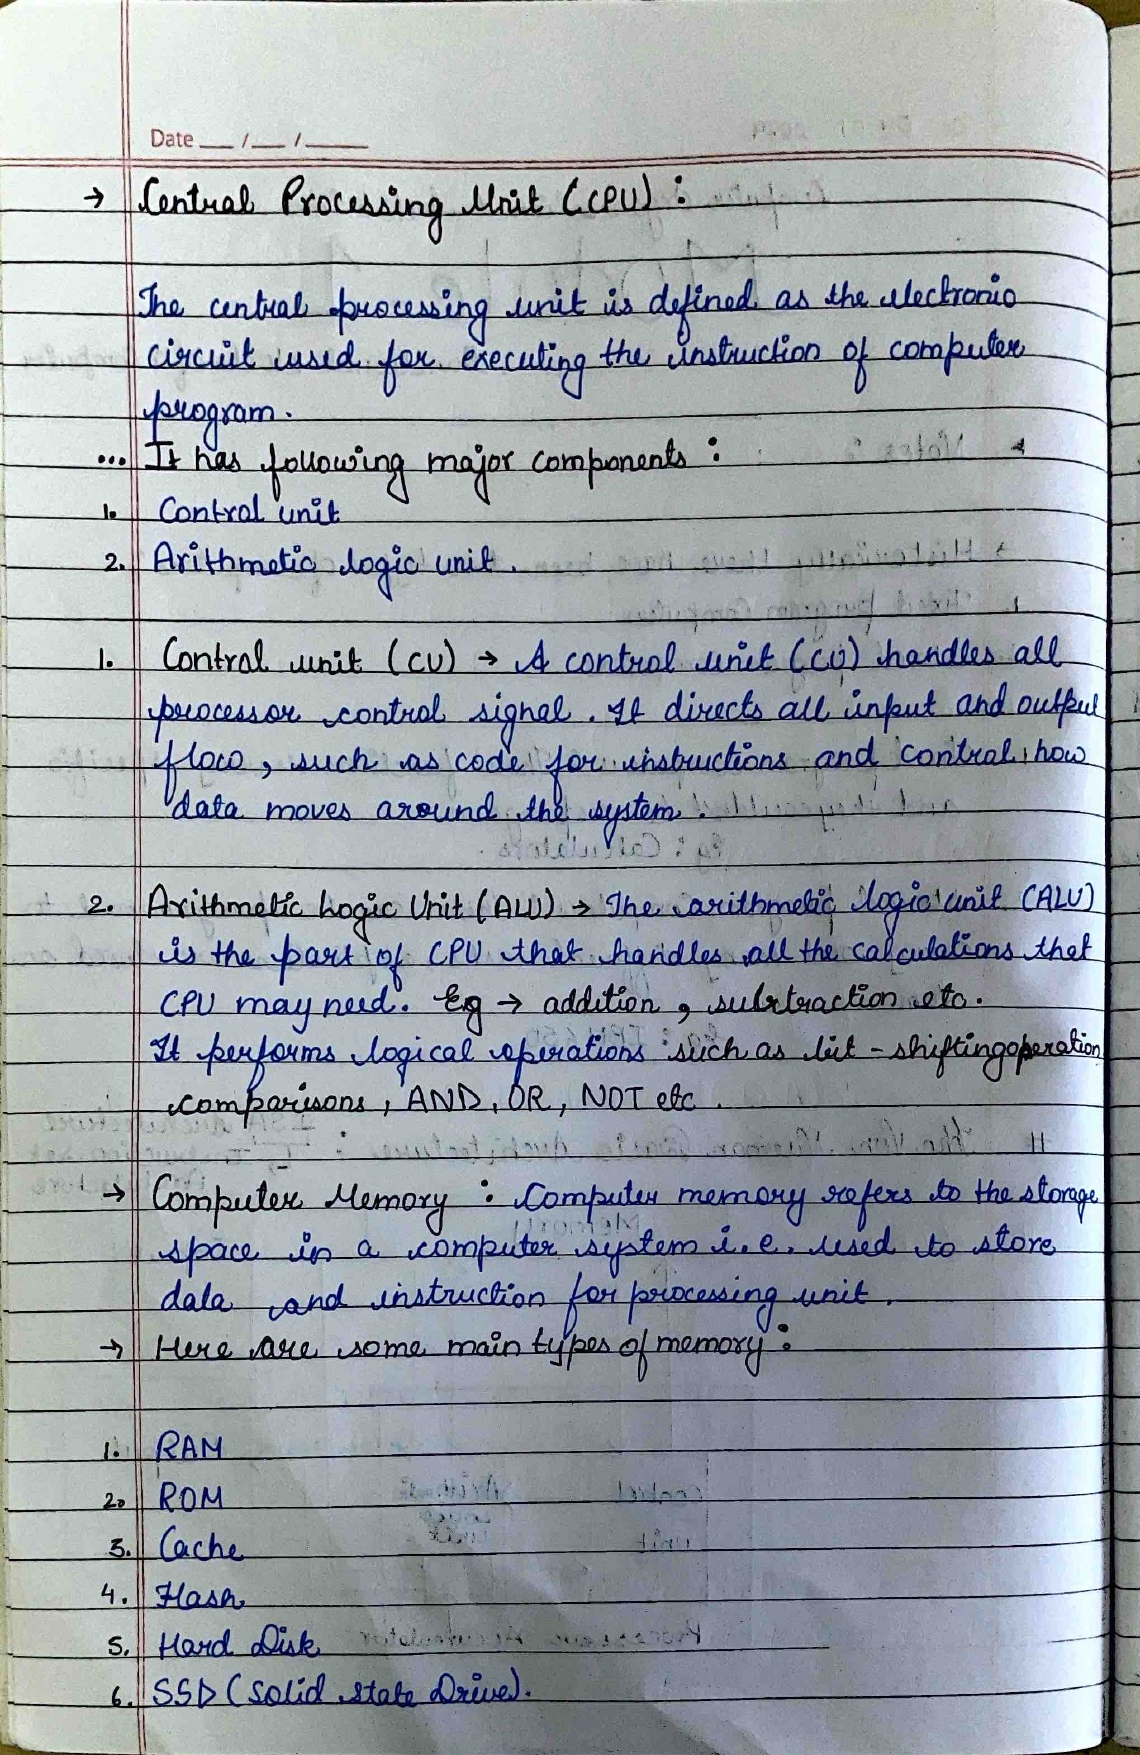 Date __ /__ /____
→ Central Processing Unit (CPU) :
The central processing unit is defined as the electronic
circuit used for executing the instruction of computer
program.
... It has following major components :
1. Control unit
2. Arithmetic logic unit.
1. Control unit (CU) → A control unit (CU) handles all
processor control signal. It directs all input and output
flow, such as code for instructions and control how
data moves around the system.
2. Arithmetic Logic Unit (ALU) → The arithmetic logic unit (ALU)
is the part of CPU that handles all the calculations that
CPU may need. Eg → addition, subtraction etc.
It performs logical operations such as bit-shifting operation
comparisons, AND, OR, NOT etc.
→ Computer Memory : Computer memory refers to the storage
space in a computer system i.e. used to store
data and instruction for processing unit.
→ Here are some main types of memory :
1. RAM
2. ROM
3. Cache
4. Flash
5. Hard Disk
6. SSD (Solid State Drive).